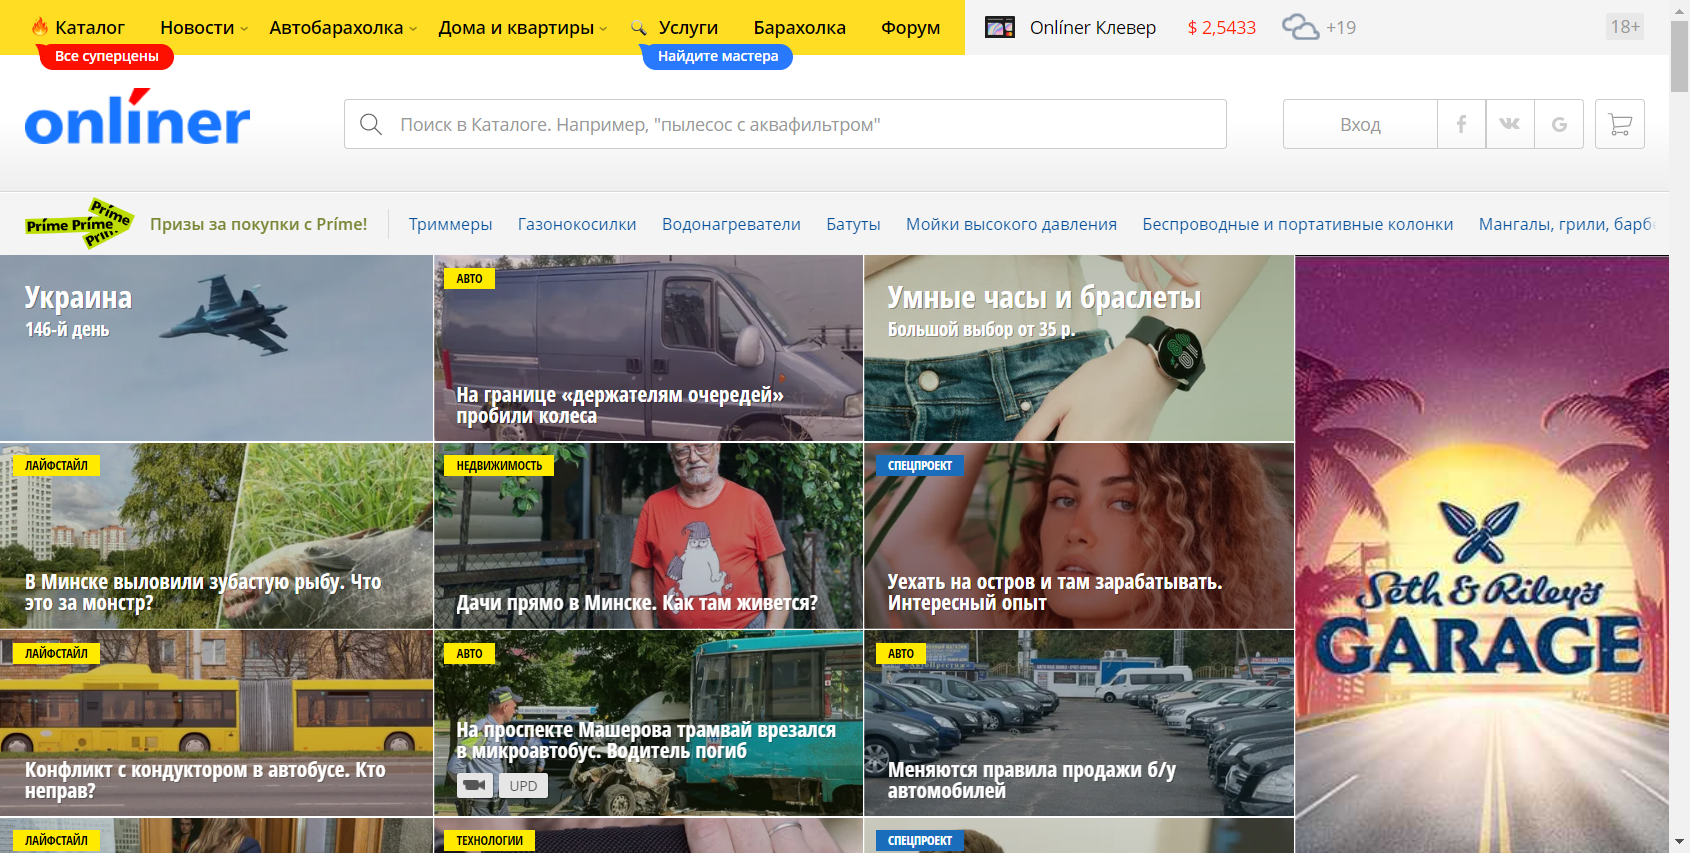 Каталог
Новости
Автобарахолка
Дома и квартиры
Услуги
Барахолка
Форум
Onlíner Клевер
$ 2,5433
+19
18+
Все суперцены
Найдите мастера
onlíner
Поиск в Каталоге. Например, "пылесос с аквафильтром"
Вход
Príme Príme
Príme
Призы за покупки с Príme!
Триммеры
Газонокосилки
Водонагреватели
Батуты
Мойки высокого давления
Беспроводные и портативные колонки
Мангалы, грили, барбе
Украина
146-й день
АВТО
На границе «держателям очередей»
пробили колеса
Умные часы и браслеты
Большой выбор от 35 р.
ЛАЙФСТАЙЛ
В Минске выловили зубастую рыбу. Что
это за монстр?
НЕДВИЖИМОСТЬ
Дачи прямо в Минске. Как там живется?
СПЕЦПРОЕКТ
Уехать на остров и там зарабатывать.
Интересный опыт
Seth & Riley's
GARAGE
ЛАЙФСТАЙЛ
Конфликт с кондуктором в автобусе. Кто
неправ?
АВТО
На проспекте Машерова трамвай врезался
в микроавтобус. Водитель погиб
UPD
АВТО
Меняются правила продажи б/у
автомобилей
ЛАЙФСТАЙЛ
ТЕХНОЛОГИИ
СПЕЦПРОЕКТ